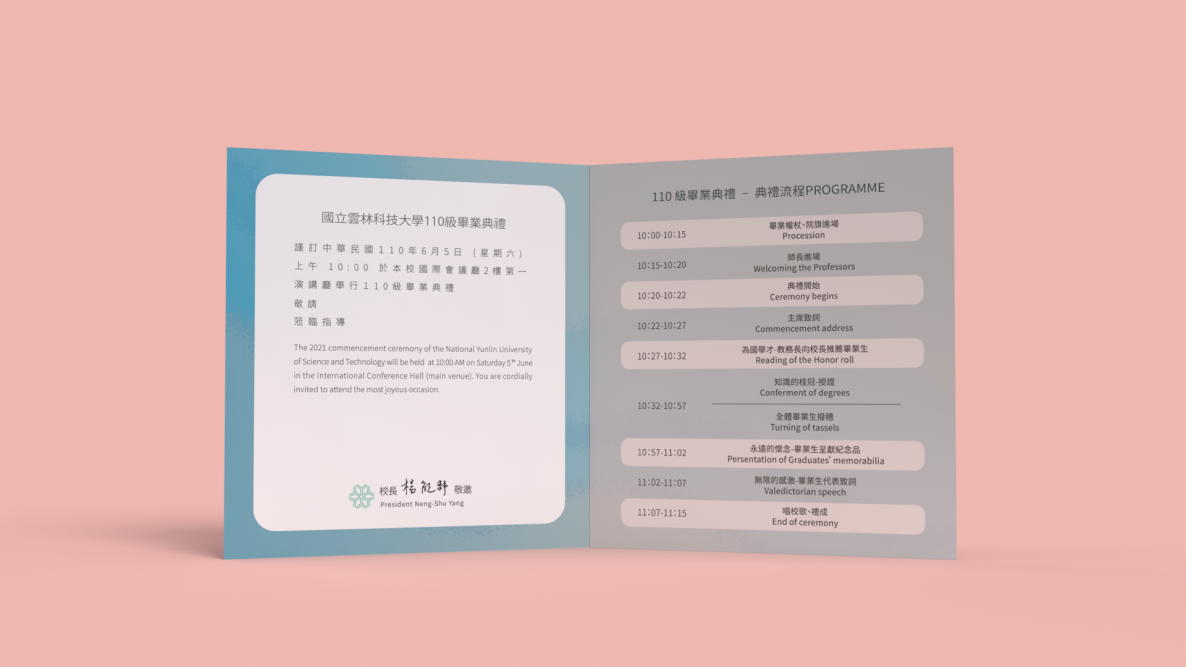 國立雲林科技大學110級畢業典禮
謹訂中華民國110年6月5日（星期六）
上午 10:00 於本校國際會議廳2樓第一
演講廳舉行110級畢業典禮
敬請
蒞臨指導
The 2021 commencement ceremony of the National Yunlin University
of Science and Technology will be held at 10:00 AM on Saturday 5th June
in the International Conference Hall (main venue). You are cordially
invited to attend the most joyous occasion.
校長 楊能舒 敬邀
President Neng-Shu Yang
110 級畢業典禮 – 典禮流程PROGRAMME
10:00-10:15
畢業權杖、院旗進場
Procession
10:15-10:20
師長進場
Welcoming the Professors
10:20-10:22
典禮開始
Ceremony begins
10:22-10:27
主席致詞
Commencement address
10:27-10:32
為國舉才-教務長向校長推薦畢業生
Reading of the Honor roll
10:32-10:57
知識的桂冠-授證
Conferment of degrees
全體畢業生撥穗
Turning of tassels
10:57-11:02
永遠的懷念-畢業生呈獻紀念品
Persentation of Graduates' memorabilia
11:02-11:07
無限的感激-畢業生代表致詞
Valedictorian speech
11:07-11:15
唱校歌、禮成
End of ceremony